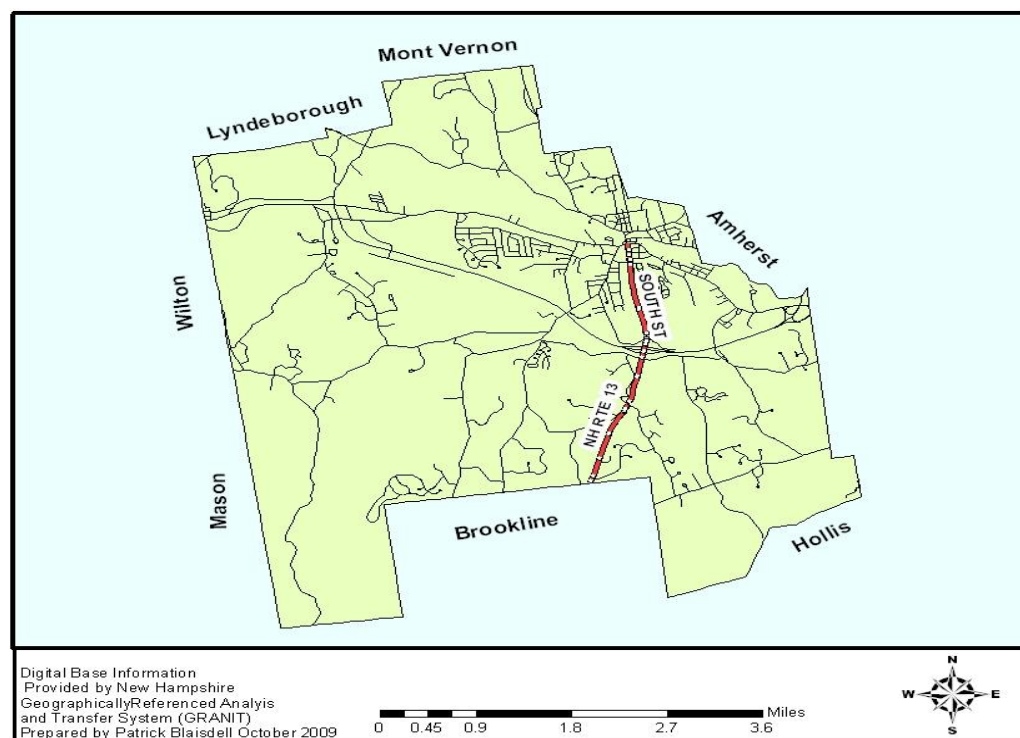 Mont Vernon
Lyndeborough
Amherst
Wilton
SOUTH ST
NH RTE 13
Mason
Brookline
Hollis
Digital Base Information
Provided by New Hampshire
GeographicallyReferenced Analyis
and Transfer System (GRANIT)
Prepared by Patrick Blaisdell October 2009
Miles
0 0.45 0.9 1.8 2.7 3.6
N
W E
S